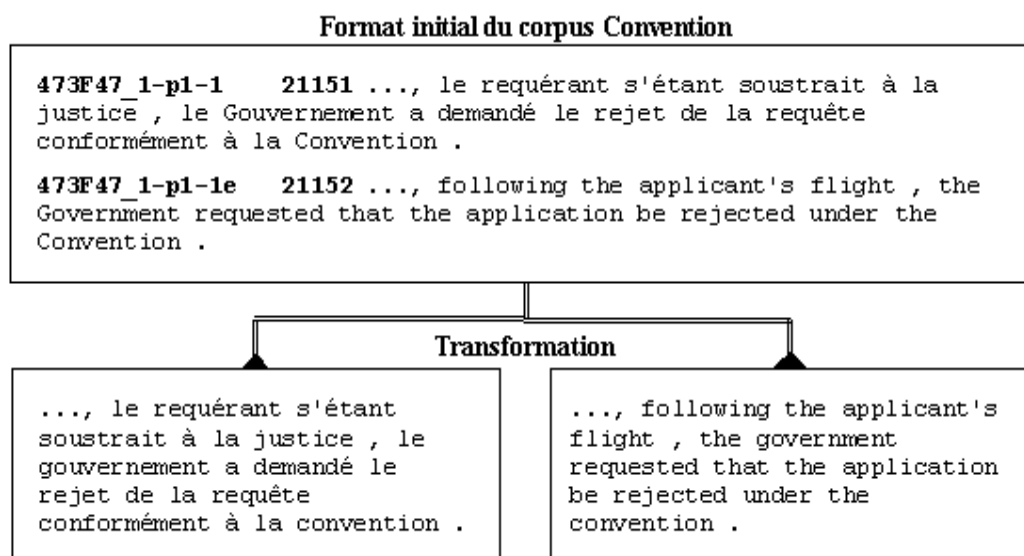 Format initial du corpus Convention
473F47_1-p1-1 21151 ..., le requérant s'étant soustrait à la
justice , le Gouvernement a demandé le rejet de la requête
conformément à la Convention .
473F47_1-p1-1e 21152 ..., following the applicant's flight , the
Government requested that the application be rejected under the
Convention .
Transformation
..., le requérant s'étant
soustrait à la justice , le
gouvernement a demandé le
rejet de la requête
conformément à la convention .
..., following the applicant's
flight , the government
requested that the application
be rejected under the
convention .